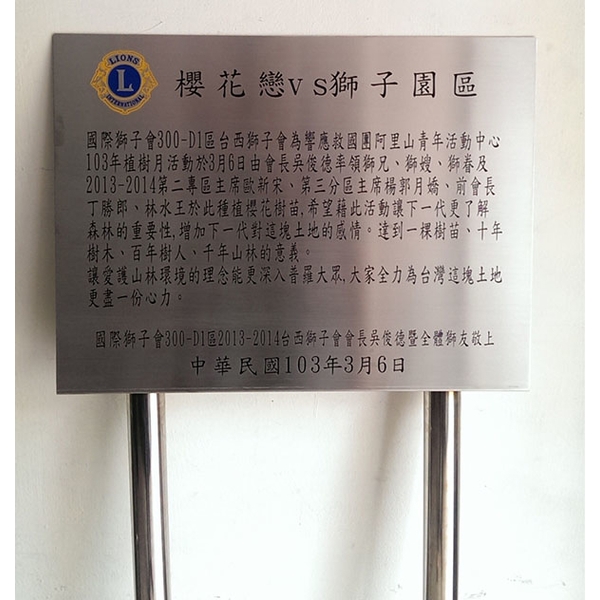 LIONS
L
INTERNATIONAL
櫻花戀vs獅子園區
國際獅子會300-D1區台西獅子會為響應救國團阿里山青年活動中心
103年植樹月活動於3月6日由會長吳俊德率領獅兄、獅嫂、獅眷及
2013-2014第二專區主席歐新宋、第三分區主席楊郭月嬌、前會長
丁勝郎、林水王於此種植櫻花樹苗,希望藉此活動讓下一代更了解
森林的重要性,增加下一代對這塊土地的感情。達到一棵樹苗、十年
樹木、百年樹人、千年山林的意義。
讓愛護山林環境的理念能更深入普羅大眾,大家全力為台灣這塊土地
更盡一份心力。
國際獅子會300-D1區2013-2014台西獅子會會長吳俊德暨全體獅友敬上
中華民國103年3月6日